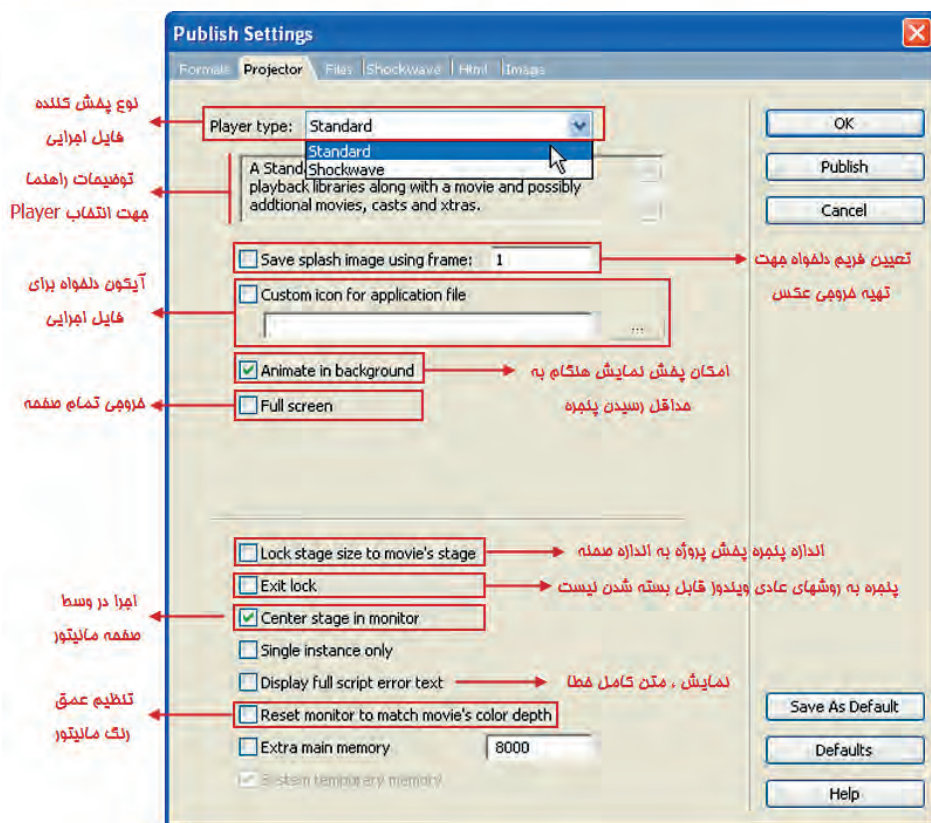 Publish Settings
Formats Projector Files Shockwave Html Image
نوع پخش کننده
فایل اجرایی
Player type: Standard
OK
Standard
Shockwave
توضیحات راهنما
جهت انتخاب Player
A Stand
playback libraries along with a movie and possibly
addtional movies, casts and xtras.
Publish
Cancel
Save splash image using frame: 1
تعیین فریم دلخواه جهت
تهیه خروجی عکس
آیکون دلخواه برای
فایل اجرایی
Custom icon for application file
...
Animate in background
امکان پخش نمایش هنگام به
حداقل رسیدن پنجره
خروجی تمام صفحه
Full screen
Lock stage size to movie's stage
اندازه پنجره پخش پروژه به اندازه صحنه
Exit lock
پنجره به روشهای عادی ویندوز قابل بسته شدن نیست
اجرا در وسط
صفحه مانیتور
Center stage in monitor
Single instance only
Display full script error text
نمایش ، متن کامل خطا
تنظیم عمق
رنگ مانیتور
Reset monitor to match movie's color depth
Save As Default
Extra main memory 8000
Defaults
System temporary memory
Help